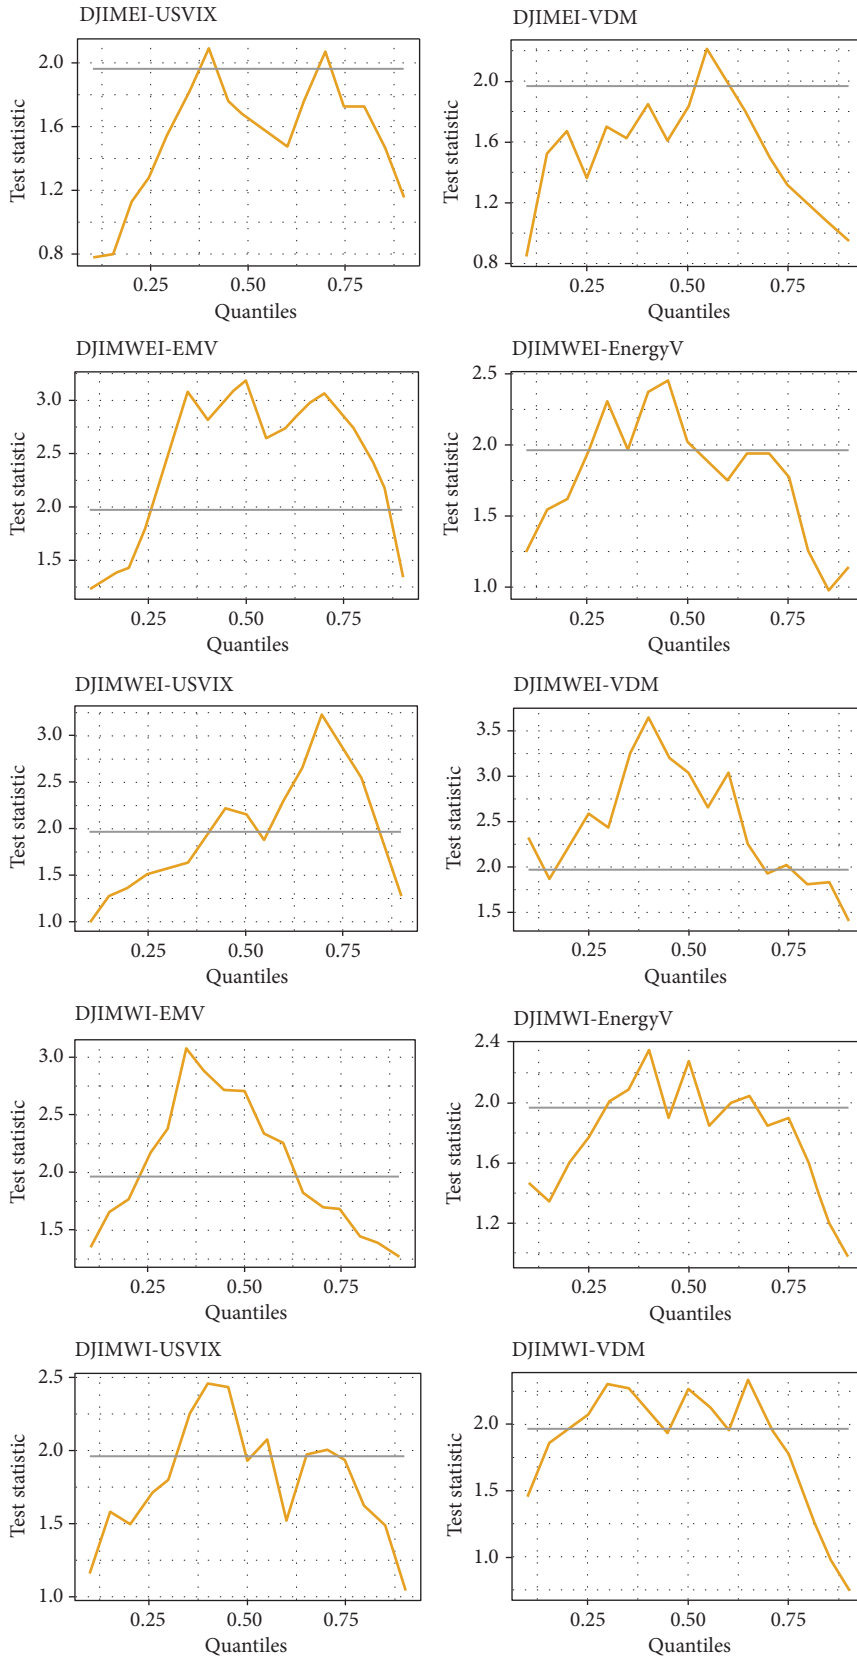 DJIMEI-USVIX
2.0
1.6
1.2
0.8
Test statistic
0.25 0.50 0.75
Quantiles
DJIMEI-VDM
2.0
1.6
1.2
0.8
Test statistic
0.25 0.50 0.75
Quantiles
DJIMWEI-EMV
3.0
2.5
2.0
1.5
Test statistic
0.25 0.50 0.75
Quantiles
DJIMWEI-EnergyV
2.5
2.0
1.5
1.0
Test statistic
0.25 0.50 0.75
Quantiles
DJIMWEI-USVIX
3.0
2.5
2.0
1.5
1.0
Test statistic
0.25 0.50 0.75
Quantiles
DJIMWEI-VDM
3.5
3.0
2.5
2.0
1.5
Test statistic
0.25 0.50 0.75
Quantiles
DJIMWI-EMV
3.0
2.5
2.0
1.5
Test statistic
0.25 0.50 0.75
Quantiles
DJIMWI-EnergyV
2.4
2.0
1.6
1.2
Test statistic
0.25 0.50 0.75
Quantiles
DJIMWI-USVIX
2.5
2.0
1.5
1.0
Test statistic
0.25 0.50 0.75
Quantiles
DJIMWI-VDM
2.0
1.5
1.0
Test statistic
0.25 0.50 0.75
Quantiles